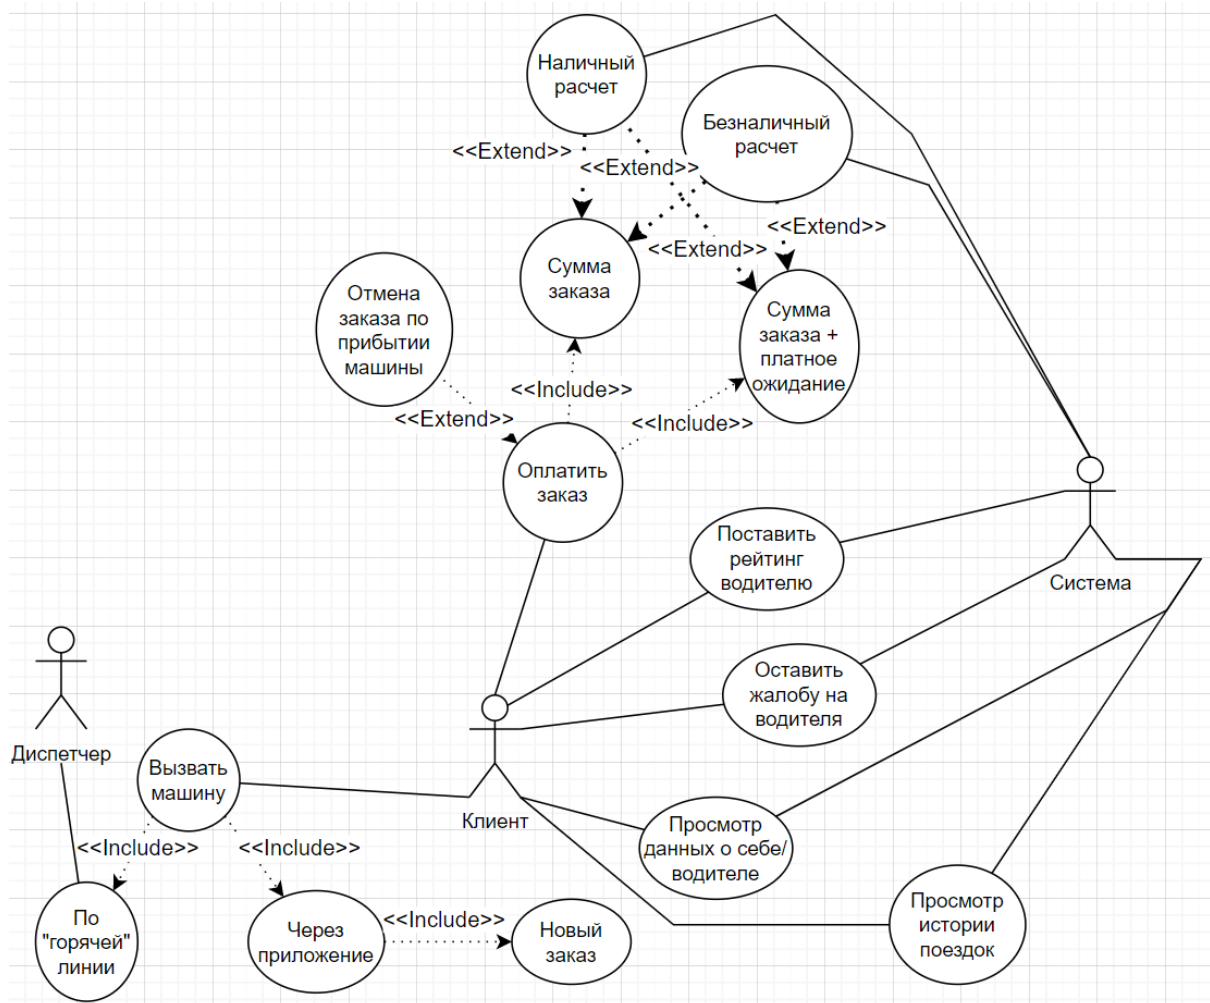 Наличный
расчет
Безналичный
расчет
<<Extend>>
<<Extend>>
<<Extend>>
<<Extend>>
Сумма
заказа
Отмена
заказа по
прибытии
машины
Сумма
заказа +
платное
ожидание
<<Include>>
<<Extend>>
<<Include>>
Оплатить
заказ
Поставить
рейтинг
водителю
Система
Оставить
жалобу на
водителя
Диспетчер
Вызвать
машину
Клиент
Просмотр
данных о себе/
водителе
<<Include>>
<<Include>>
По
"горячей"
линии
Через
приложение
<<Include>>
Новый
заказ
Просмотр
истории
поездок